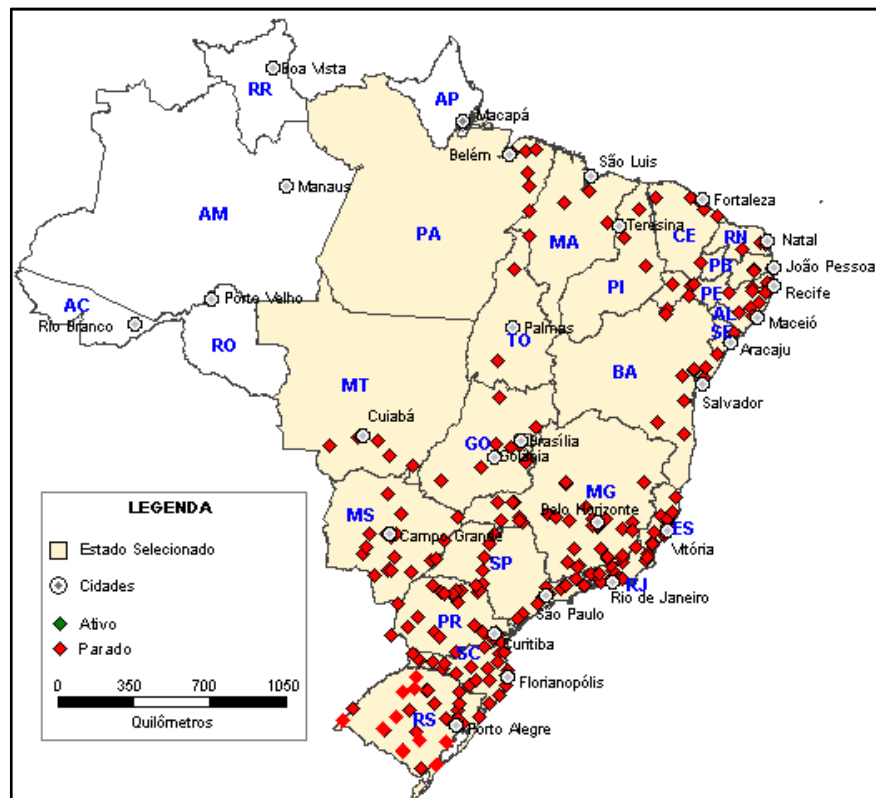 Boa Vista
RR
AP
Macapá
Belém
São Luis
Manaus
Fortaleza
AM
PA
MA
Teresina
CE
RN
Natal
PB
João Pessoa
PI
PE
Recife
AC
Porto Velho
AL
Maceió
Rio Branco
Palmas
SE
TO
Aracaju
RO
MT
BA
Salvador
Cuiabá
GO
Brasília
Goiânia
MG
LEGENDA
MS
Belo Horizonte
Campo Grande
ES
Vitória
Estado Selecionado
SP
Cidades
RJ
Rio de Janeiro
São Paulo
Ativo
PR
Parado
Curitiba
SC
0 350 700 1050
Florianópolis
Quilômetros
RS
Porto Alegre